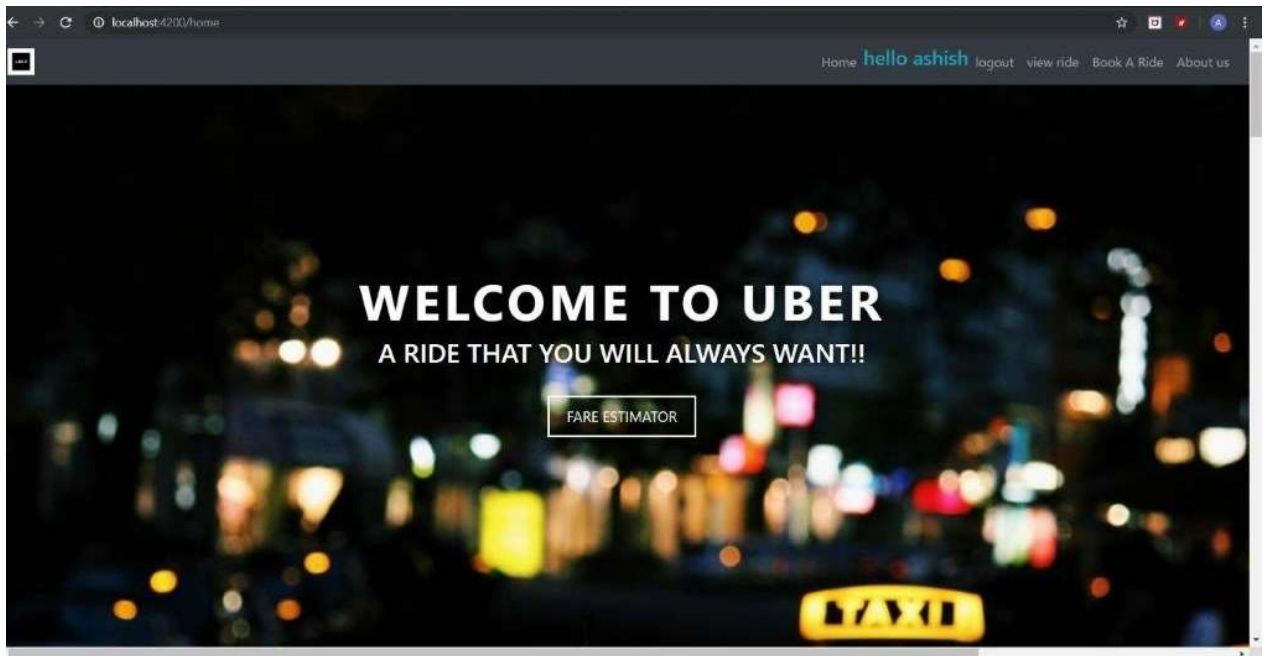 localhost:4200/home
Home hello ashish logout view ride Book A Ride About us
WELCOME TO UBER
A RIDE THAT YOU WILL ALWAYS WANT!!
FARE ESTIMATOR
TAXI